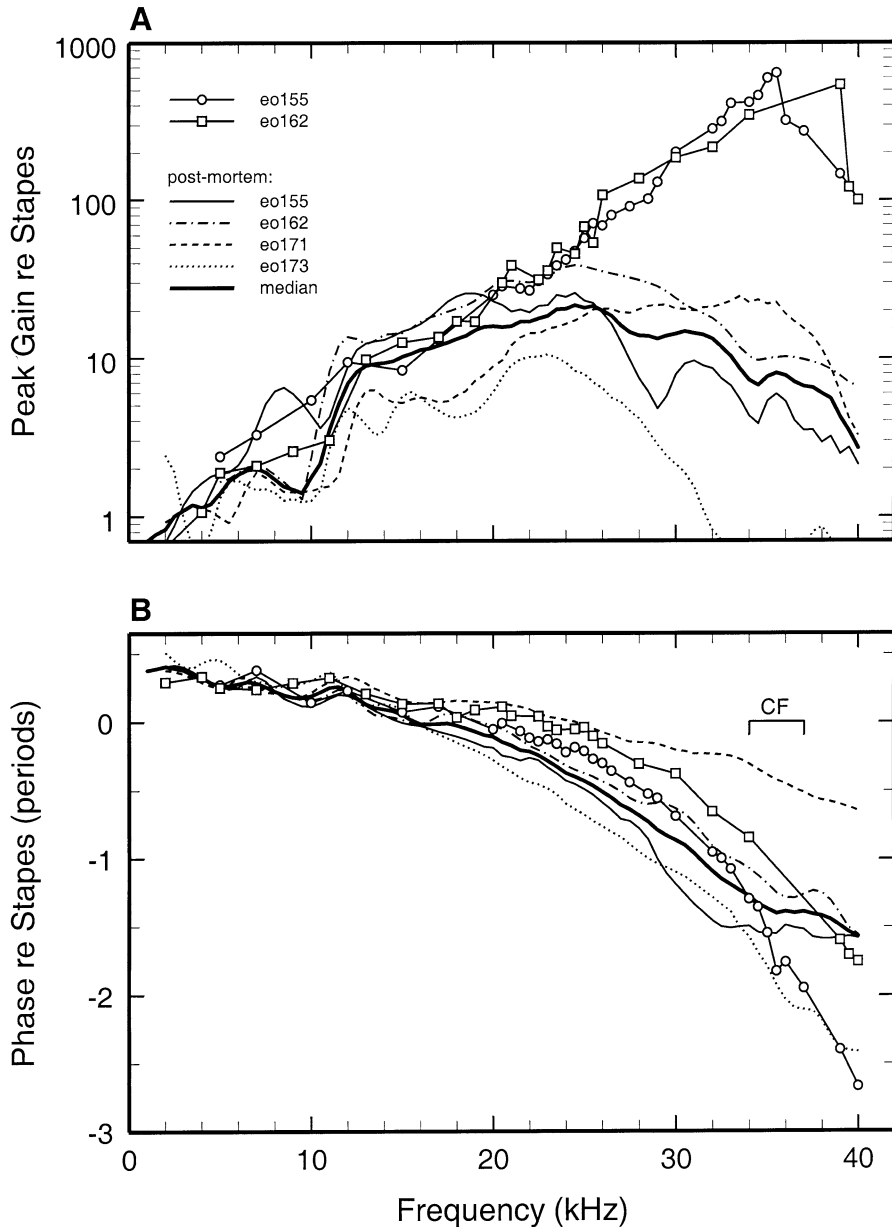 A
1000
100
10
1
Peak Gain re Stapes
eo155
eo162
post-mortem:
eo155
eo162
eo171
eo173
median
B
0
-1
-2
-3
Phase re Stapes (periods)
CF
0
10
20
30
40
Frequency (kHz)